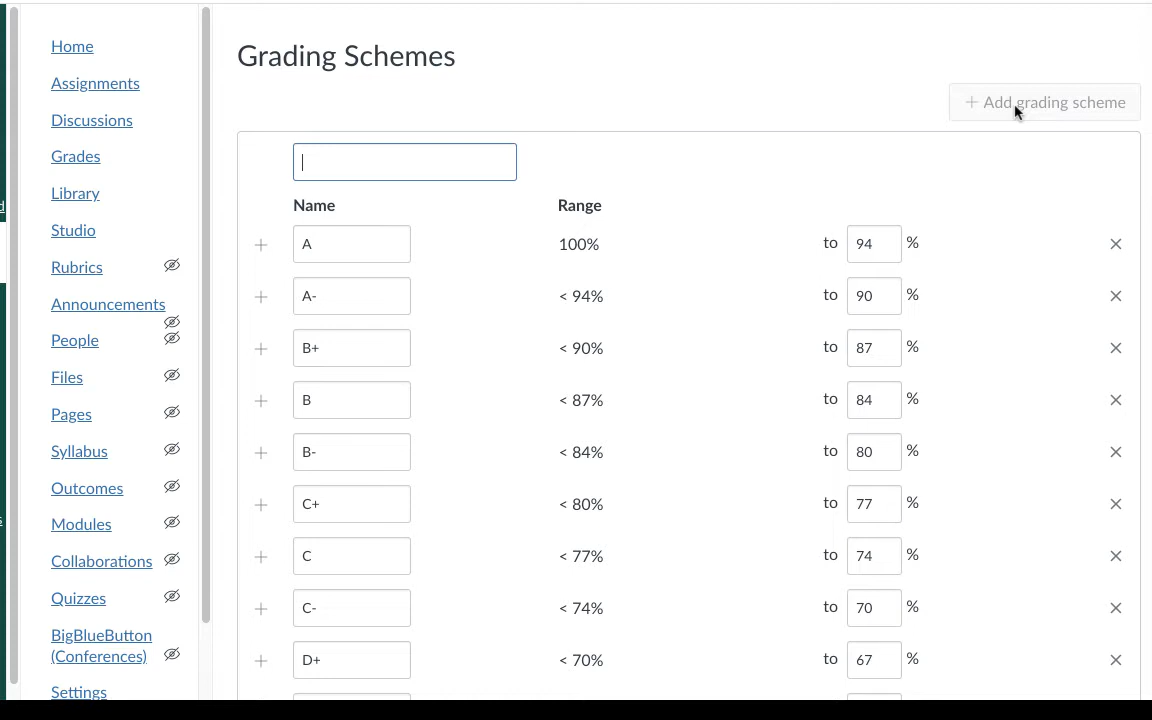 Home
Assignments
Discussions
Grades
Library
Studio
Rubrics
Announcements
People
Files
Pages
Syllabus
Outcomes
Modules
Collaborations
Quizzes
BigBlueButton
(Conferences)
Settings
Grading Schemes
+ Add grading scheme
Name Range
+ A 100% to 94 % ×
+ A- < 94% to 90 % ×
+ B+ < 90% to 87 % ×
+ B < 87% to 84 % ×
+ B- < 84% to 80 % ×
+ C+ < 80% to 77 % ×
+ C < 77% to 74 % ×
+ C- < 74% to 70 % ×
+ D+ < 70% to 67 % ×